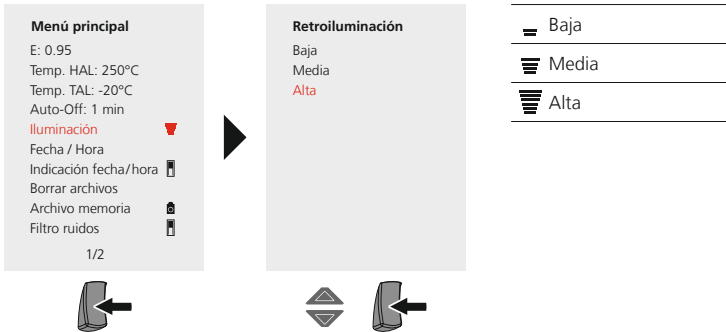 Menú principal
E: 0.95
Temp. HAL: 250°C
Temp. TAL: -20°C
Auto-Off: 1 min
Iluminación
Fecha / Hora
Indicación fecha/hora
Borrar archivos
Archivo memoria
Filtro ruidos
1/2
Retroiluminación
Baja
Media
Alta
Baja
Media
Alta